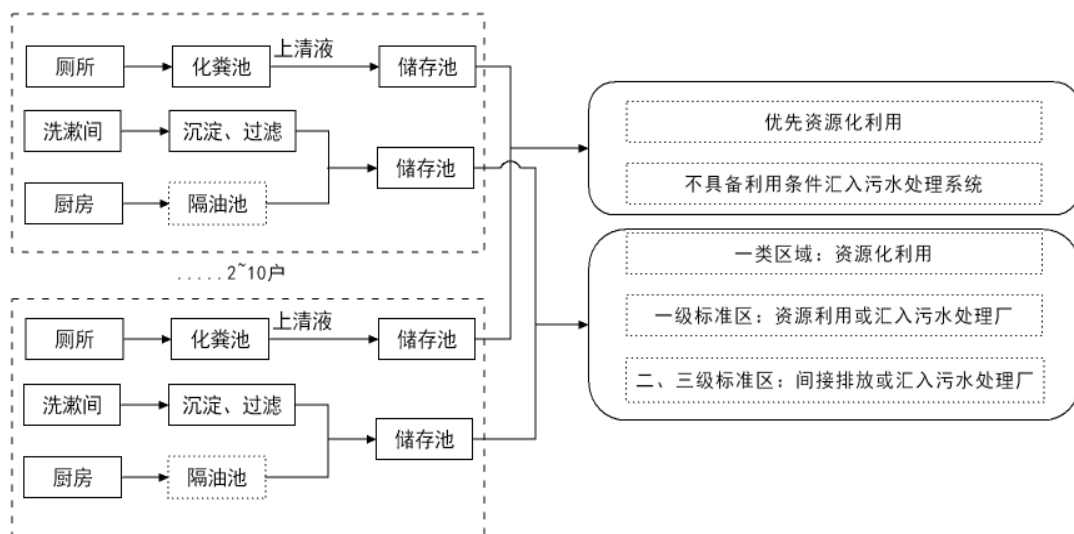 厕所
化粪池
上清液
储存池
洗漱间
沉淀、过滤
储存池
厨房
隔油池
.....2~10户
厕所
化粪池
上清液
储存池
洗漱间
沉淀、过滤
储存池
厨房
隔油池
优先资源化利用
不具备利用条件汇入污水处理系统
一类区域：资源化利用
一级标准区：资源利用或汇入污水处理厂
二、三级标准区：间接排放或汇入污水处理厂